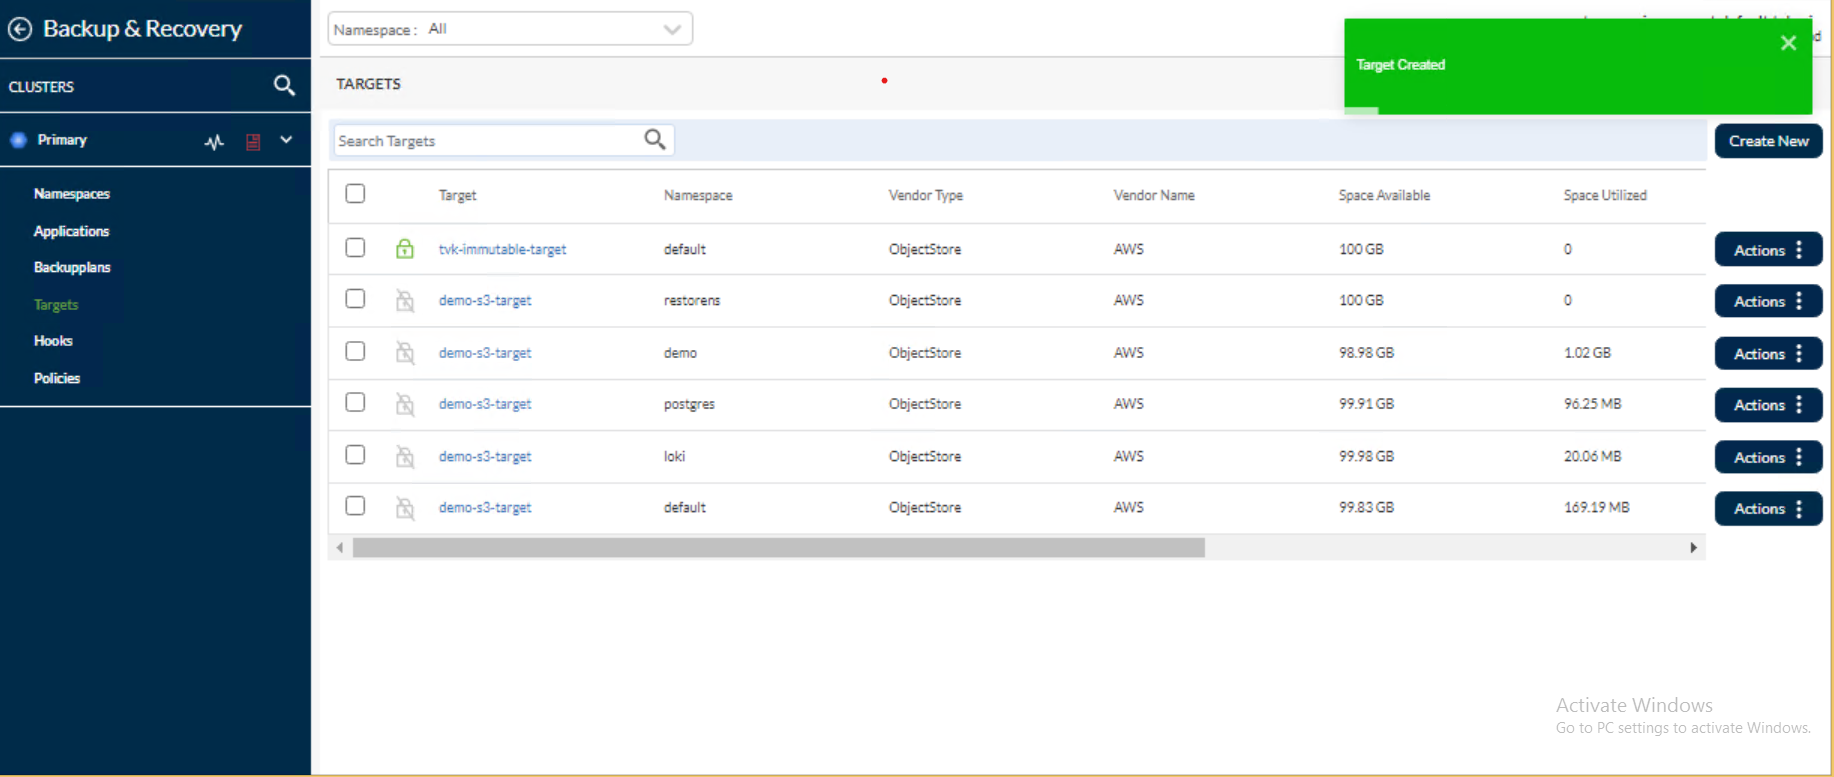 Backup & Recovery
Namespace : All
Target Created
CLUSTERS
TARGETS
Primary
Search Targets
Create New
Target Namespace Vendor Type Vendor Name Space Available Space Utilized
Namespaces
Applications
Backupplans
Targets
Hooks
Policies
tvk-immutable-target default ObjectStore AWS 100 GB 0 Actions
demo-s3-target restorens ObjectStore AWS 100 GB 0 Actions
demo-s3-target demo ObjectStore AWS 98.98 GB 1.02 GB Actions
demo-s3-target postgres ObjectStore AWS 99.91 GB 96.25 MB Actions
demo-s3-target loki ObjectStore AWS 99.98 GB 20.06 MB Actions
demo-s3-target default ObjectStore AWS 99.83 GB 169.19 MB Actions
Activate Windows
Go to PC settings to activate Windows.